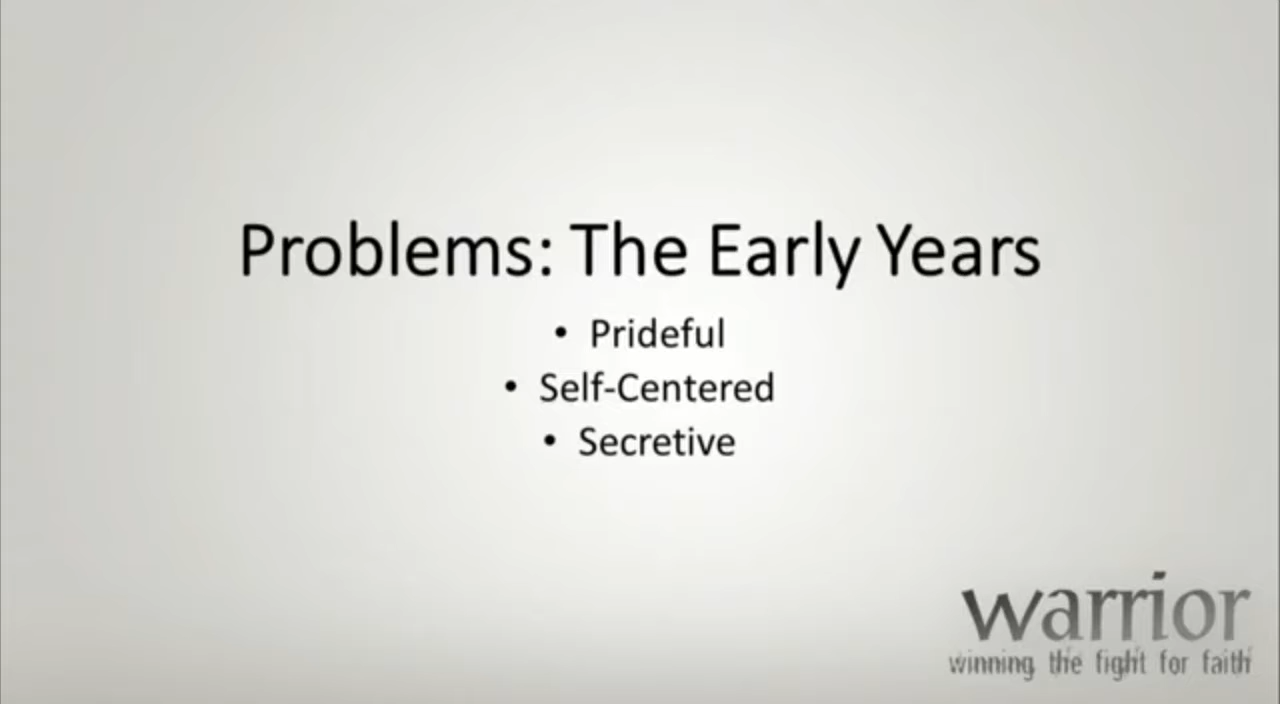 Problems: The Early Years
• Prideful
• Self-Centered
• Secretive
warrior
winning the fight for faith